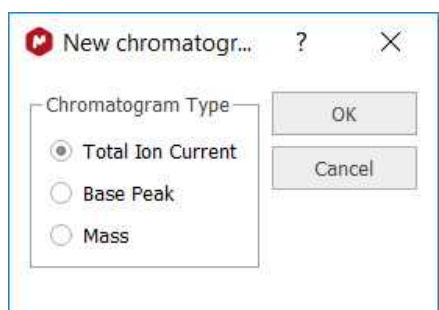 New chromatogr... ?
Chromatogram Type
OK
Total Ion Current
Cancel
Base Peak
Mass